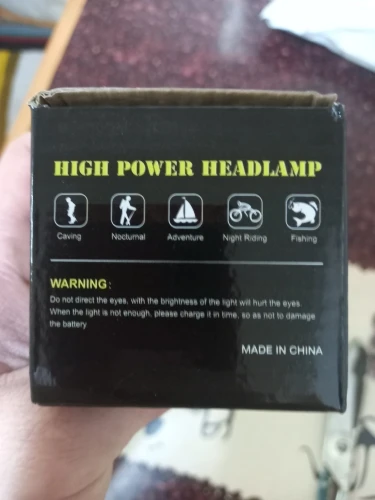 HIGH POWER HEADLAMP
Caving Nocturnal Adventure Night Riding Fishing
WARNING:
Do not direct the eyes, with the brightness of the light will hurt the eyes.
When the light is not enough, please charge it in time, so as not to damage
the battery
MADE IN CHINA